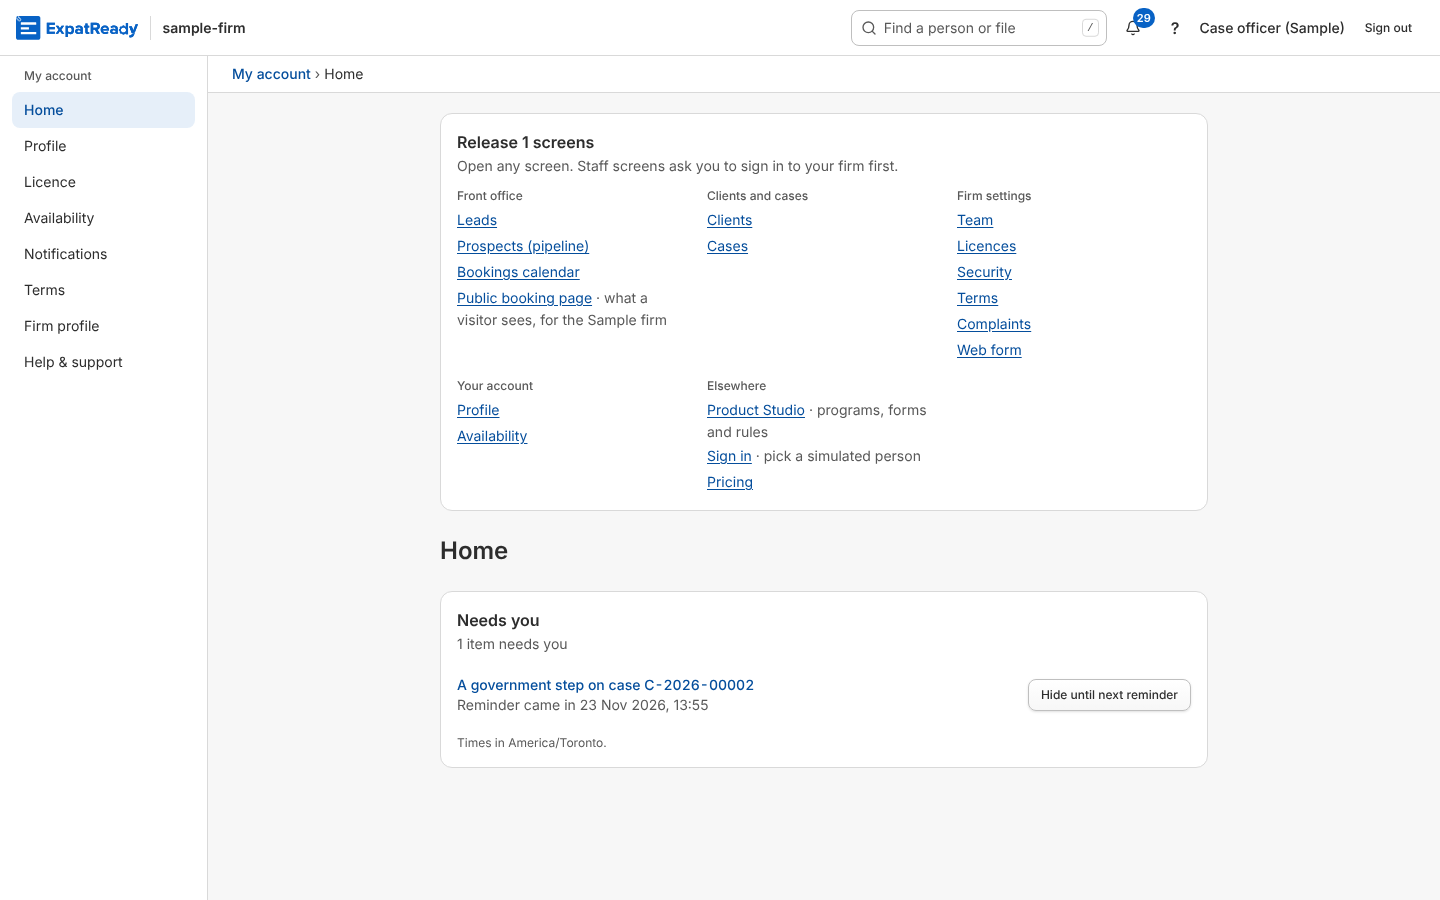 ExpatReady
sample-firm
Find a person or file
/
29
?
Case officer (Sample)
Sign out
My account
Home
Profile
Licence
Availability
Notifications
Terms
Firm profile
Help & support
My account › Home
Release 1 screens
Open any screen. Staff screens ask you to sign in to your firm first.
Front office
Leads
Prospects (pipeline)
Bookings calendar
Public booking page · what a
visitor sees, for the Sample firm
Clients and cases
Clients
Cases
Firm settings
Team
Licences
Security
Terms
Complaints
Web form
Your account
Profile
Availability
Elsewhere
Product Studio · programs, forms
and rules
Sign in · pick a simulated person
Pricing
Home
Needs you
1 item needs you
A government step on case C-2026-00002
Reminder came in 23 Nov 2026, 13:55
Hide until next reminder
Times in America/Toronto.